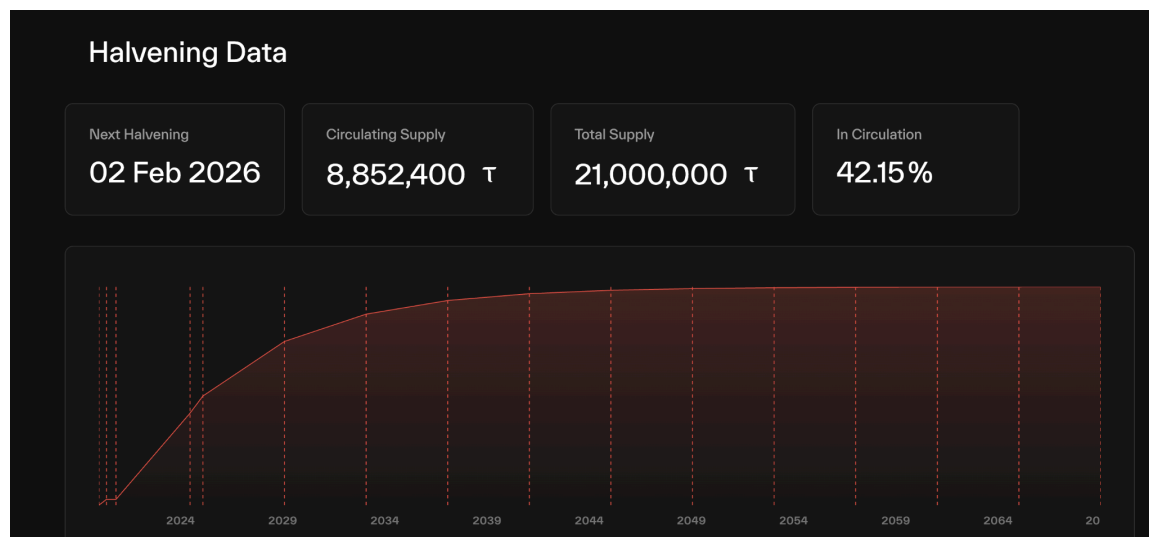 Halvening Data
Next Halvening
02 Feb 2026
Circulating Supply
8,852,400 τ
Total Supply
21,000,000 τ
In Circulation
42.15%
2024 2029 2034 2039 2044 2049 2054 2059 2064 20